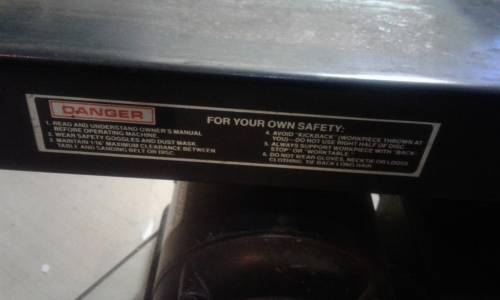 DANGER
FOR YOUR OWN SAFETY:
1. READ AND UNDERSTAND OWNER'S MANUAL
BEFORE OPERATING MACHINE.
2. WEAR SAFETY GOGGLES AND DUST MASK.
3. MAINTAIN 1/16" MAXIMUM CLEARANCE BETWEEN
TABLE AND SANDING BELT OR DISC.
4. AVOID "KICKBACK" (WORKPIECE THROWN AT
YOU)—DO NOT USE RIGHT HALF OF DISC.
5. ALWAYS SUPPORT WORKPIECE WITH "BACK-
STOP" OR "WORKTABLE."
6. DO NOT WEAR GLOVES, NECKTIE OR LOOSE
CLOTHING. TIE BACK LONG HAIR.